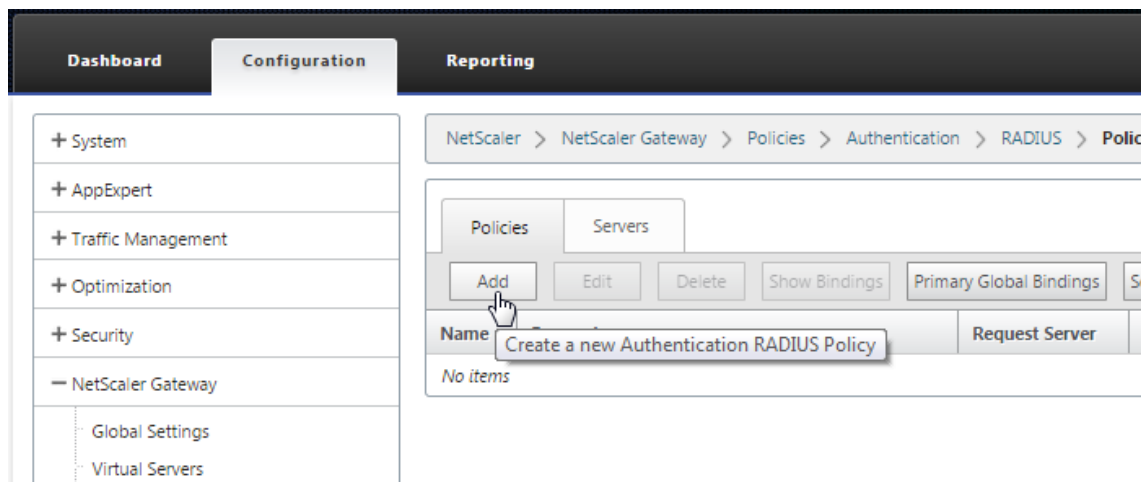 Dashboard Configuration Reporting
+ System
+ AppExpert
+ Traffic Management
+ Optimization
+ Security
− NetScaler Gateway
Global Settings
Virtual Servers
NetScaler > NetScaler Gateway > Policies > Authentication > RADIUS >
Policies Servers
Add Edit Delete Show Bindings Primary Global Bindings
Name Request Server
Create a new Authentication RADIUS Policy
No items